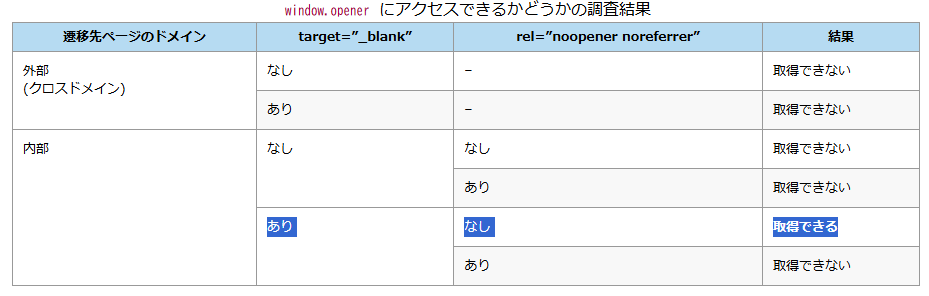 window.opener にアクセスできるかどうかの調査結果
遷移先ページのドメイン target=”_blank” rel=”noopener noreferrer” 結果
外部
(クロスドメイン) なし – 取得できない
あり – 取得できない
内部 なし なし 取得できない
あり 取得できない
あり なし 取得できる
あり 取得できない